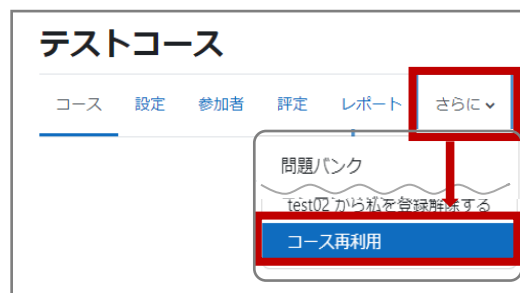 テストコース
コース 設定 参加者 評定 レポート さらに
問題バンク
test02 から私を登録解除する
コース再利用